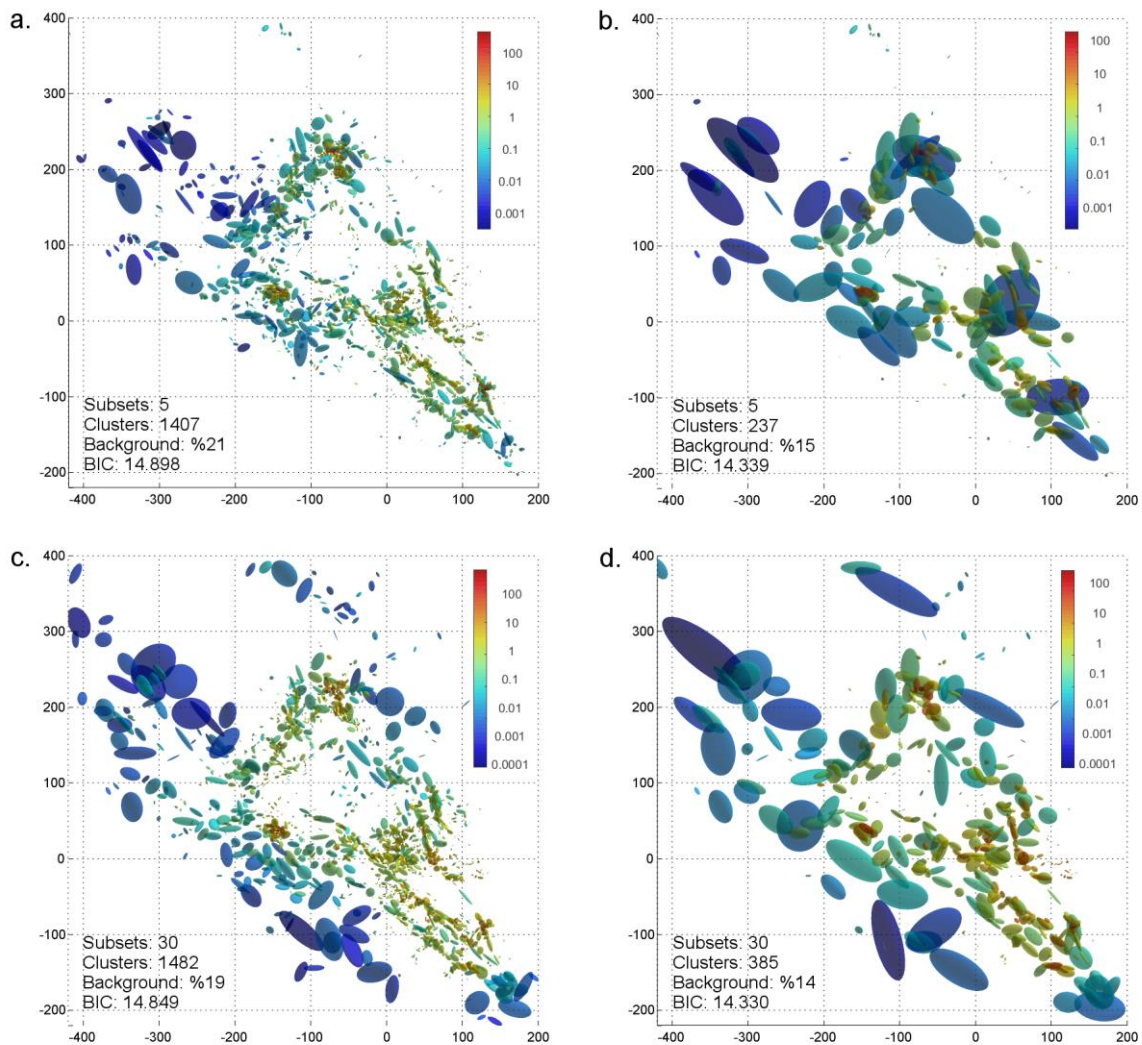 a.
400
300
200
100
0
-100
-200
-400 -300 -200 -100 0 100 200
100
10
1
0.1
0.01
0.001
Subsets: 5
Clusters: 1407
Background: %21
BIC: 14.898
b.
400
300
200
100
0
-100
-200
-400 -300 -200 -100 0 100 200
100
10
1
0.1
0.01
0.001
Subsets: 5
Clusters: 237
Background: %15
BIC: 14.339
c.
400
300
200
100
0
-100
-200
-400 -300 -200 -100 0 100 200
100
10
1
0.1
0.01
0.001
0.0001
Subsets: 30
Clusters: 1482
Background: %19
BIC: 14.849
d.
400
300
200
100
0
-100
-200
-400 -300 -200 -100 0 100 200
100
10
1
0.1
0.01
0.001
0.0001
Subsets: 30
Clusters: 385
Background: %14
BIC: 14.330